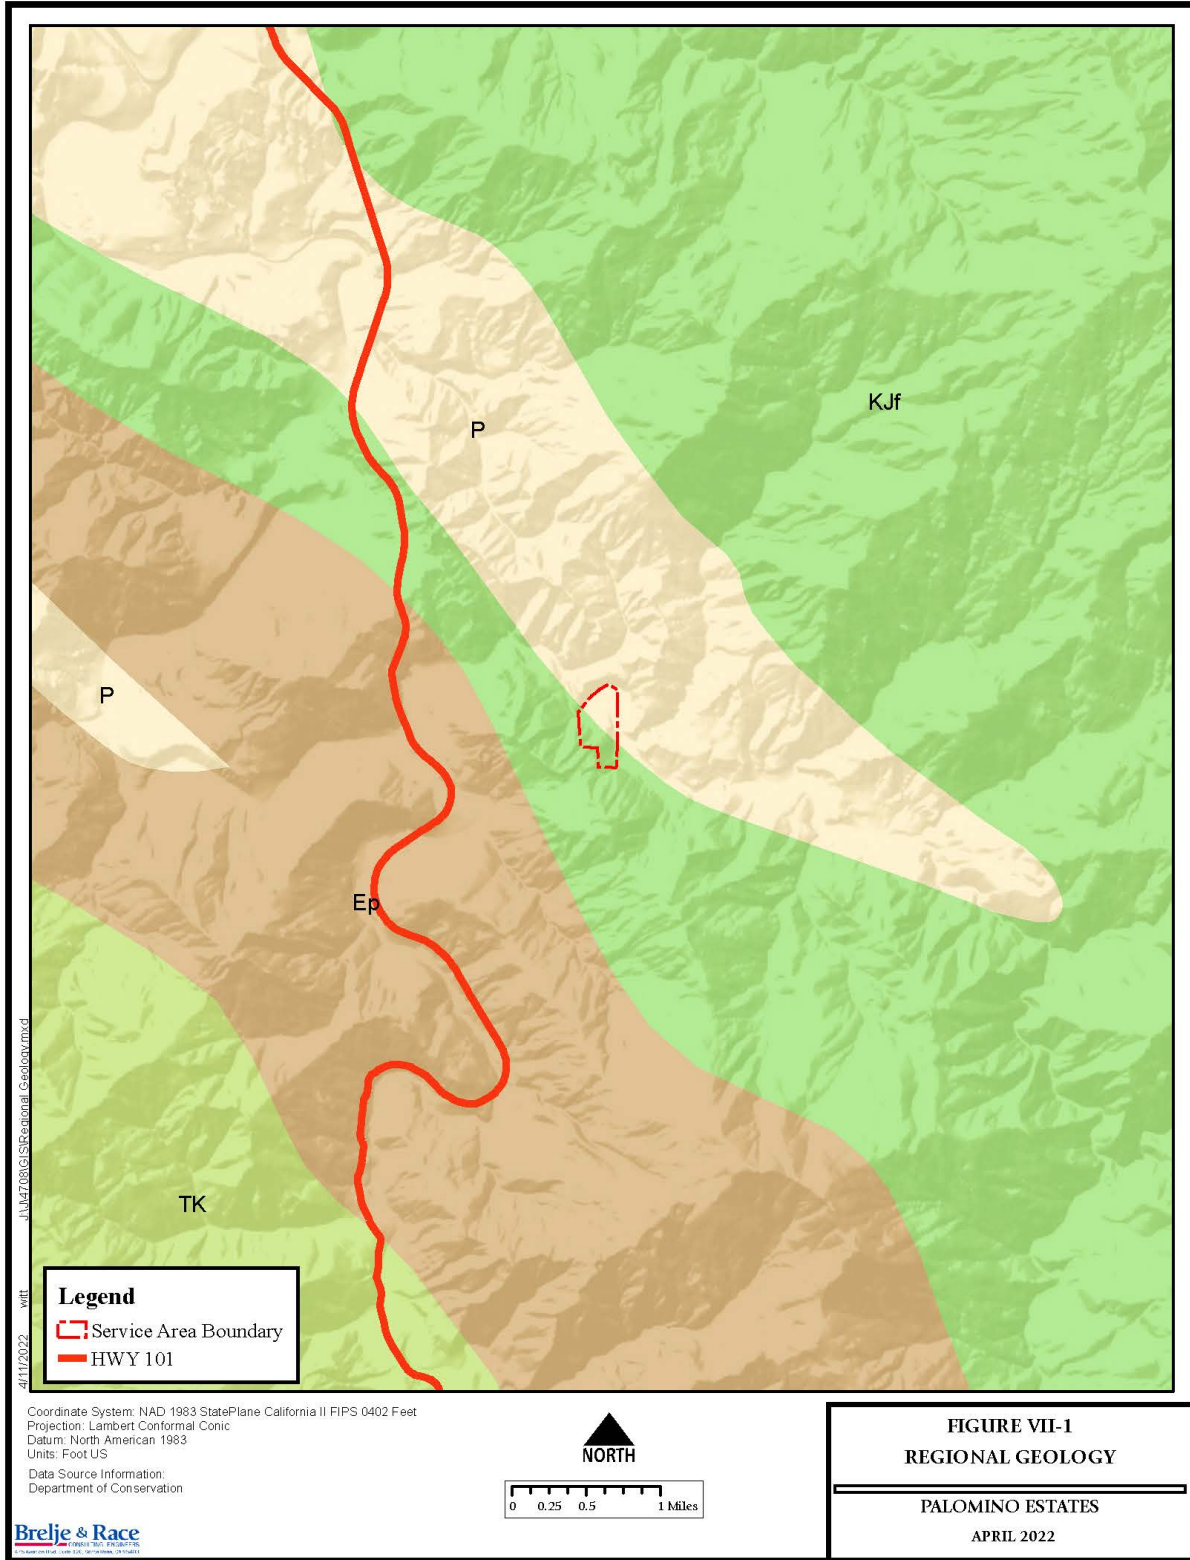 KJf
P
P
Ep
TK
Legend
Service Area Boundary
HWY 101
4/11/2022 witt J:\J\4708\GIS\Regional Geology.mxd
Coordinate System: NAD 1983 StatePlane California II FIPS 0402 Feet
Projection: Lambert Conformal Conic
Datum: North American 1983
Units: Foot US
Data Source Information:
Department of Conservation
Brelje & Race
CONSULTING ENGINEERS
NORTH
0 0.25 0.5 1 Miles
FIGURE VII-1
REGIONAL GEOLOGY
PALOMINO ESTATES
APRIL 2022